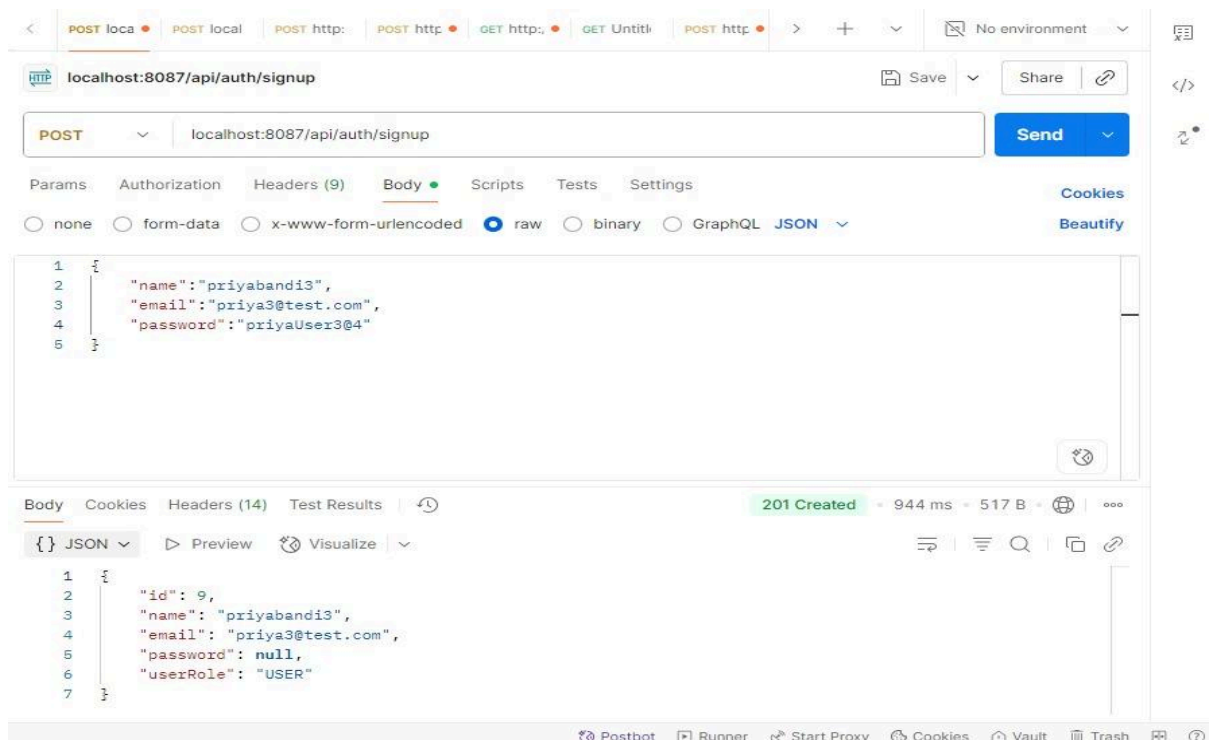 POST loca POST local POST http: POST http GET http:, GET Untitl POST http No environment
HTTP localhost:8087/api/auth/signup Save Share
POST localhost:8087/api/auth/signup Send
Params Authorization Headers (9) Body Scripts Tests Settings Cookies
none form-data x-www-form-urlencoded raw binary GraphQL JSON Beautify
1 {
2 "name":"priyabandi3",
3 "email":"priya3@test.com",
4 "password":"priyaUser3@4"
5 }
Body Cookies Headers (14) Test Results 201 Created 944 ms 517 B
{} JSON Preview Visualize
1 {
2 "id": 9,
3 "name": "priyabandi3",
4 "email": "priya3@test.com",
5 "password": null,
6 "userRole": "USER"
7 }
Postbot Runner Start Proxy Cookies Vault Trash